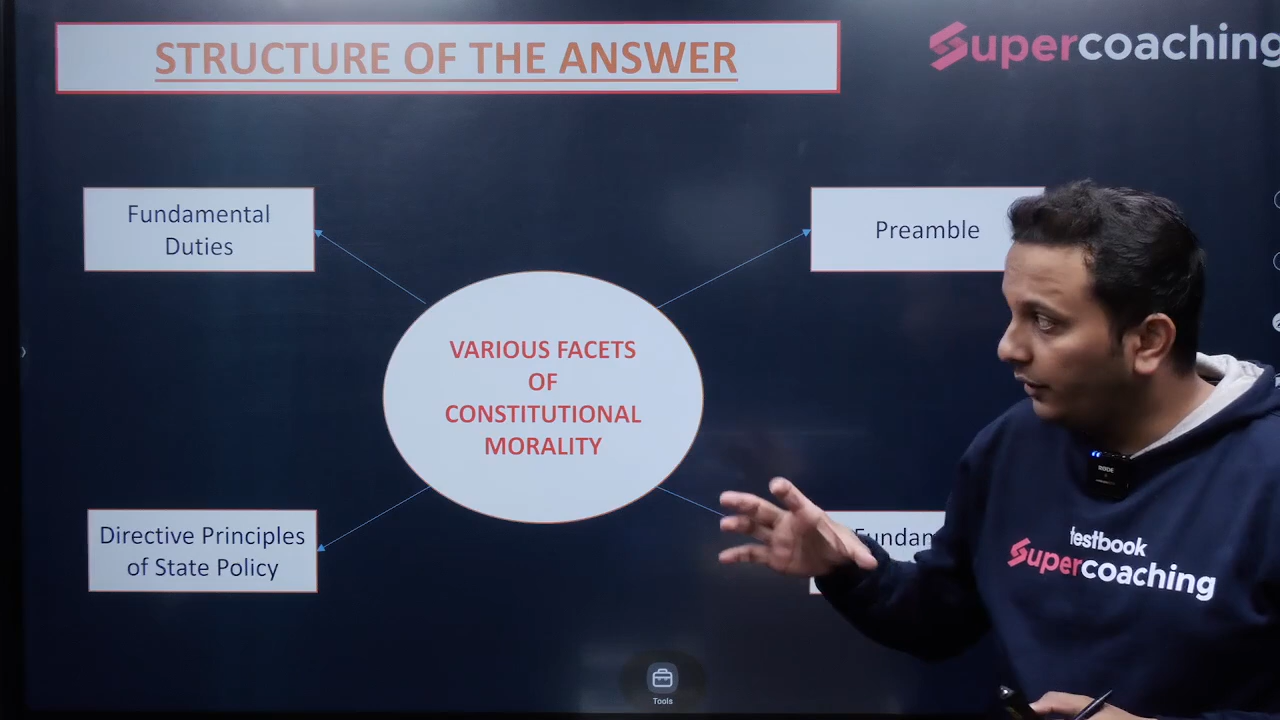 STRUCTURE OF THE ANSWER
Supercoaching
Fundamental
Duties
Preamble
VARIOUS FACETS
OF
CONSTITUTIONAL
MORALITY
Directive Principles
of State Policy
RODE
testbook
Supercoaching
Tools